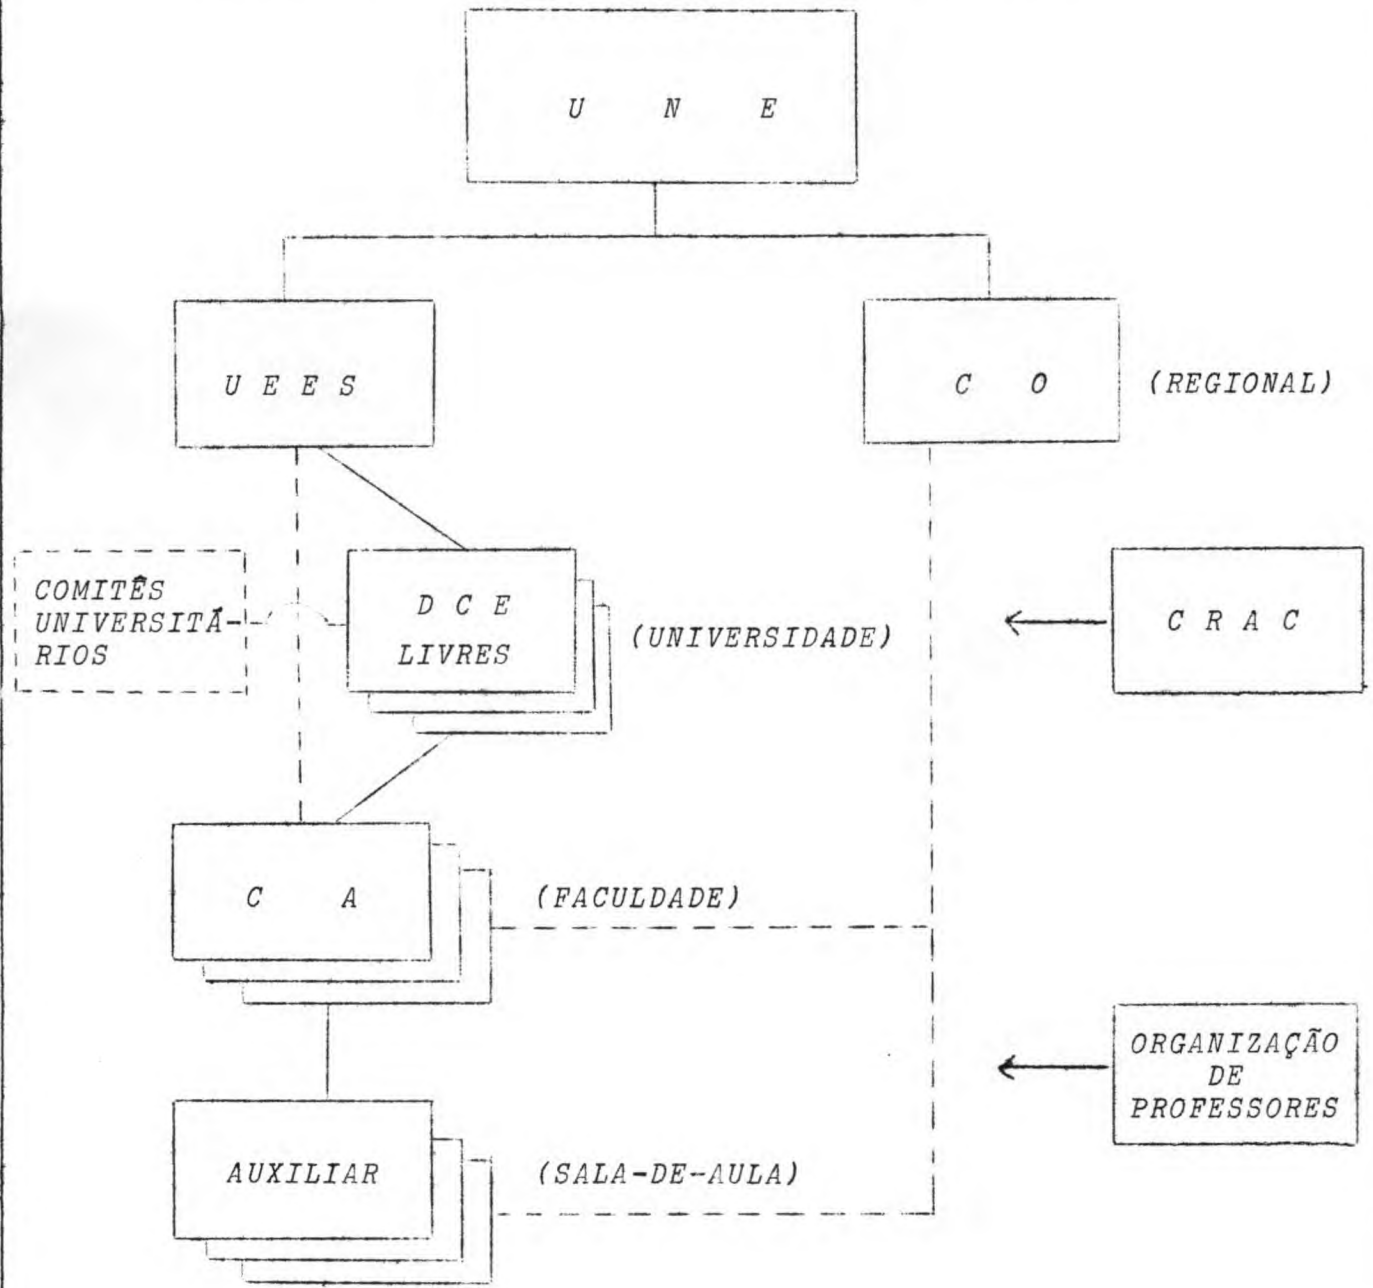 U N E
U E E S
C O
(REGIONAL)
COMITÊS
UNIVERSITÁ-
RIOS
D C E
LIVRES
(UNIVERSIDADE)
C R A C
C A
(FACULDADE)
ORGANIZAÇÃO
DE
PROFESSORES
AUXILIAR
(SALA-DE-AULA)